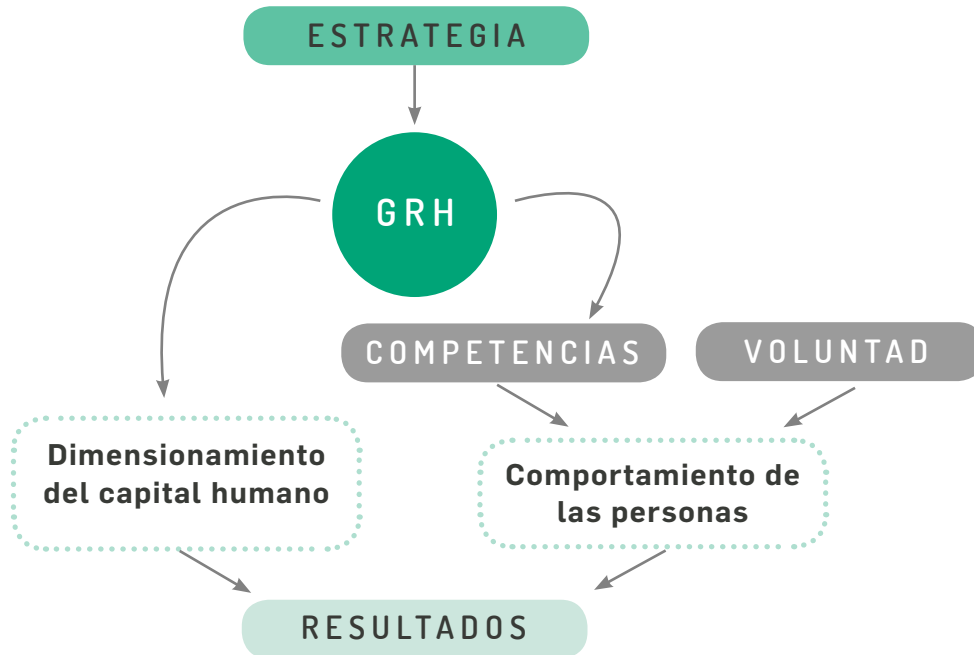 ESTRATEGIA
GRH
COMPETENCIAS
VOLUNTAD
Dimensionamiento
del capital humano
Comportamiento de
las personas
RESULTADOS